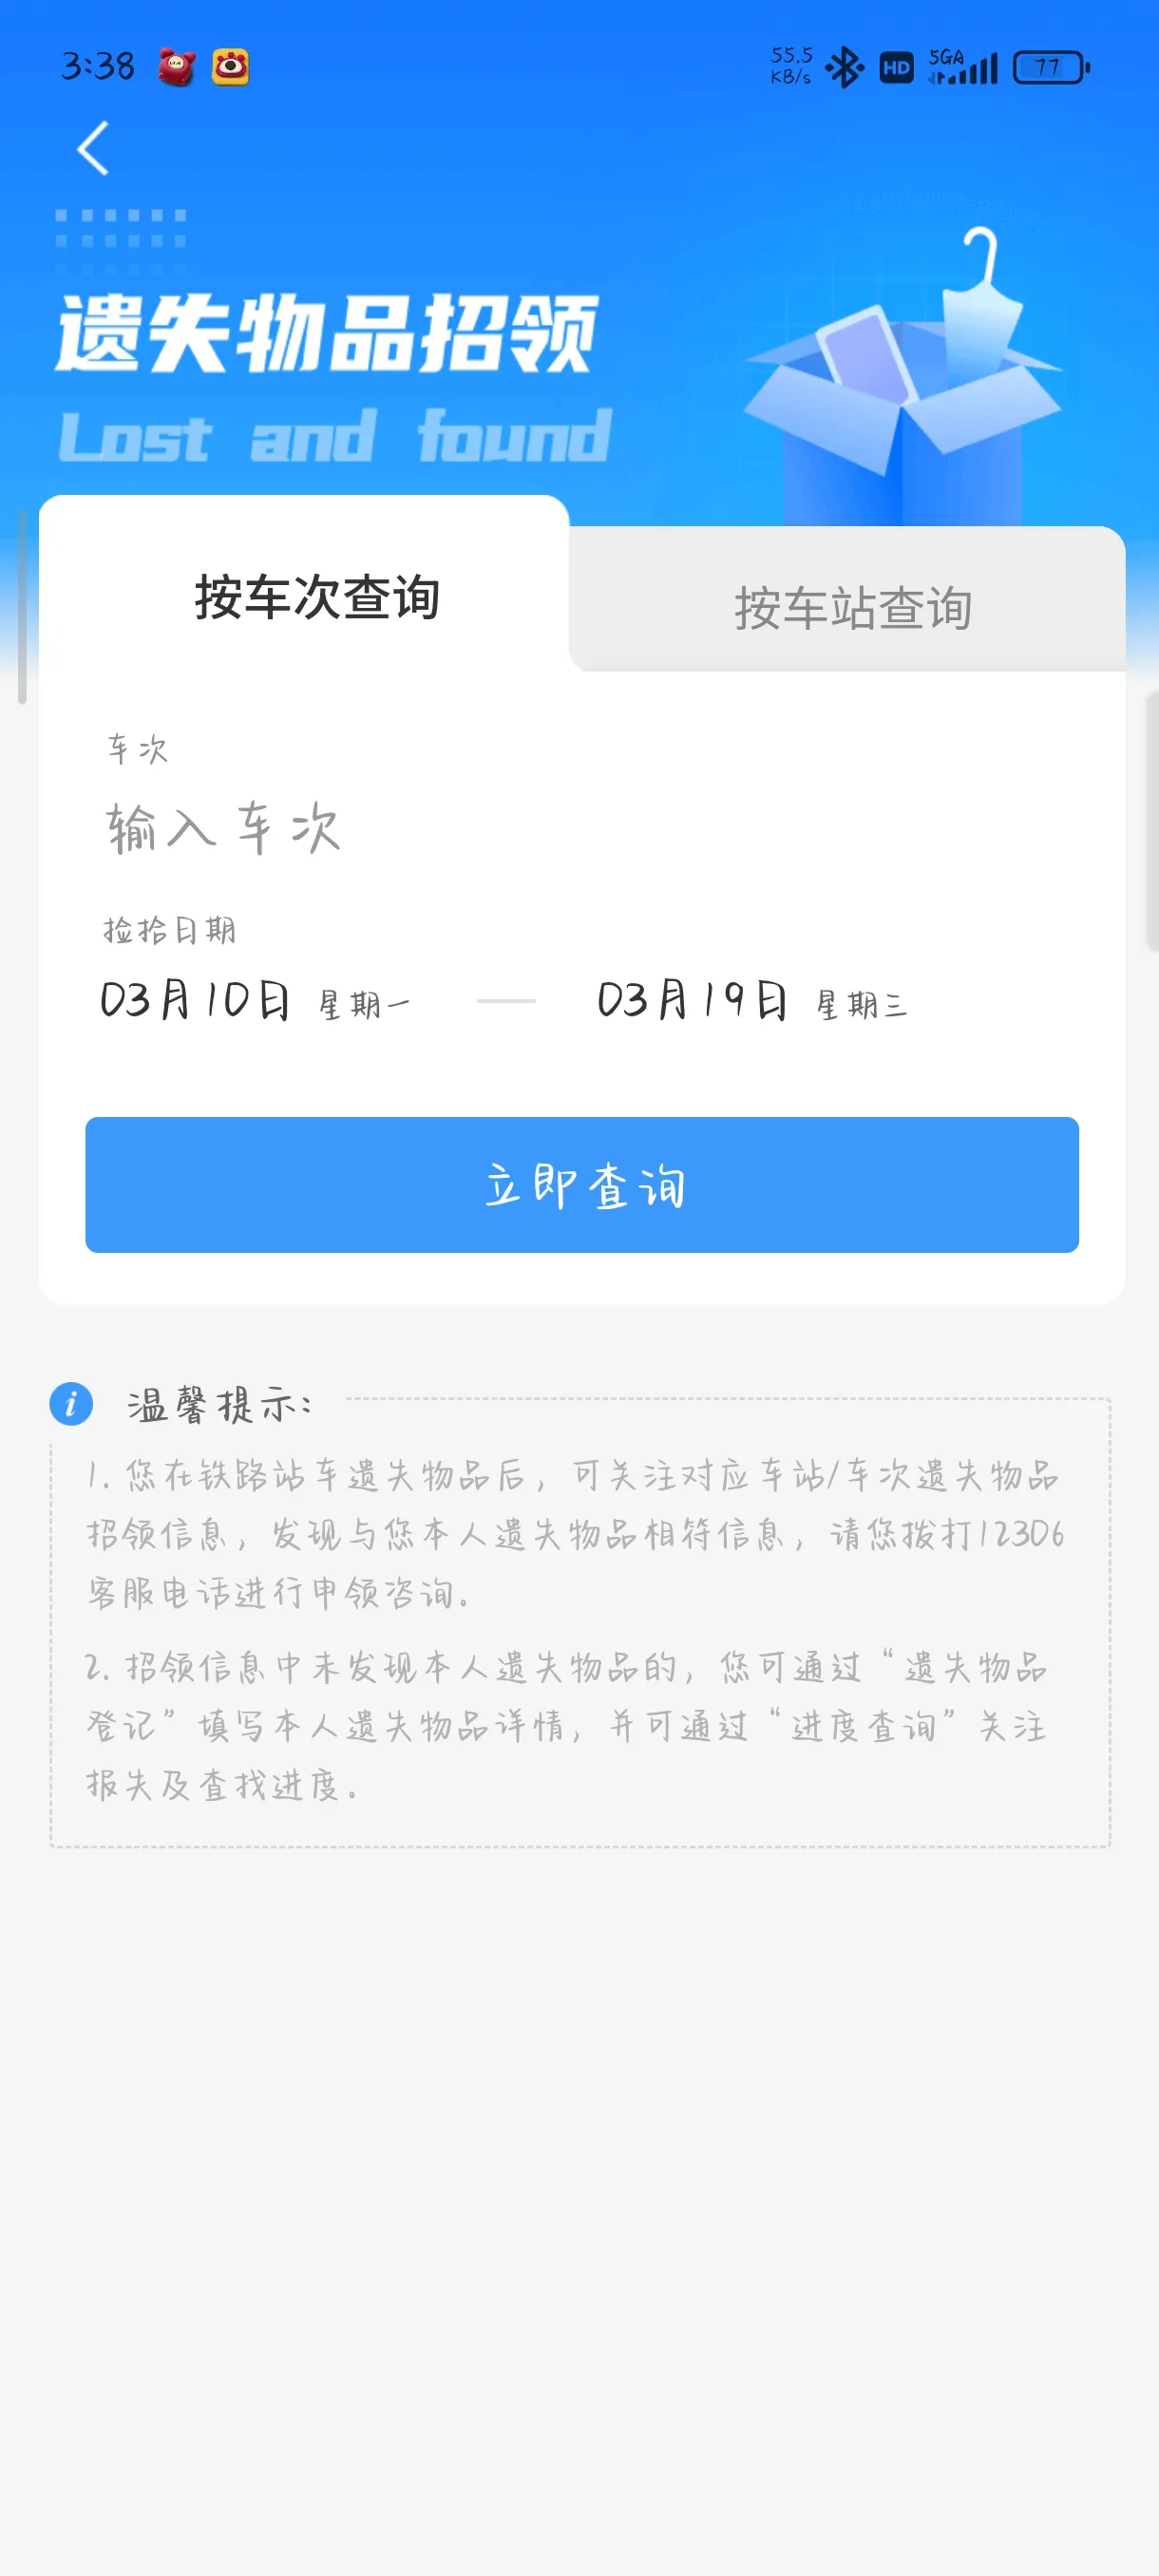 3:38
55.5
KB/s
HD
5GA
77
遗失物品招领
Lost and found
按车次查询
按车站查询
车次
输入车次
捡拾日期
03月10日 星期一 — 03月19日 星期三
立即查询
温馨提示：
1. 您在铁路站车遗失物品后，可关注对应车站/车次遗失物品
招领信息，发现与您本人遗失物品相符信息，请您拨打12306
客服电话进行申领咨询。
2. 招领信息中未发现本人遗失物品的，您可通过“遗失物品
登记”填写本人遗失物品详情，并可通过“进度查询”关注
报失及查找进度。